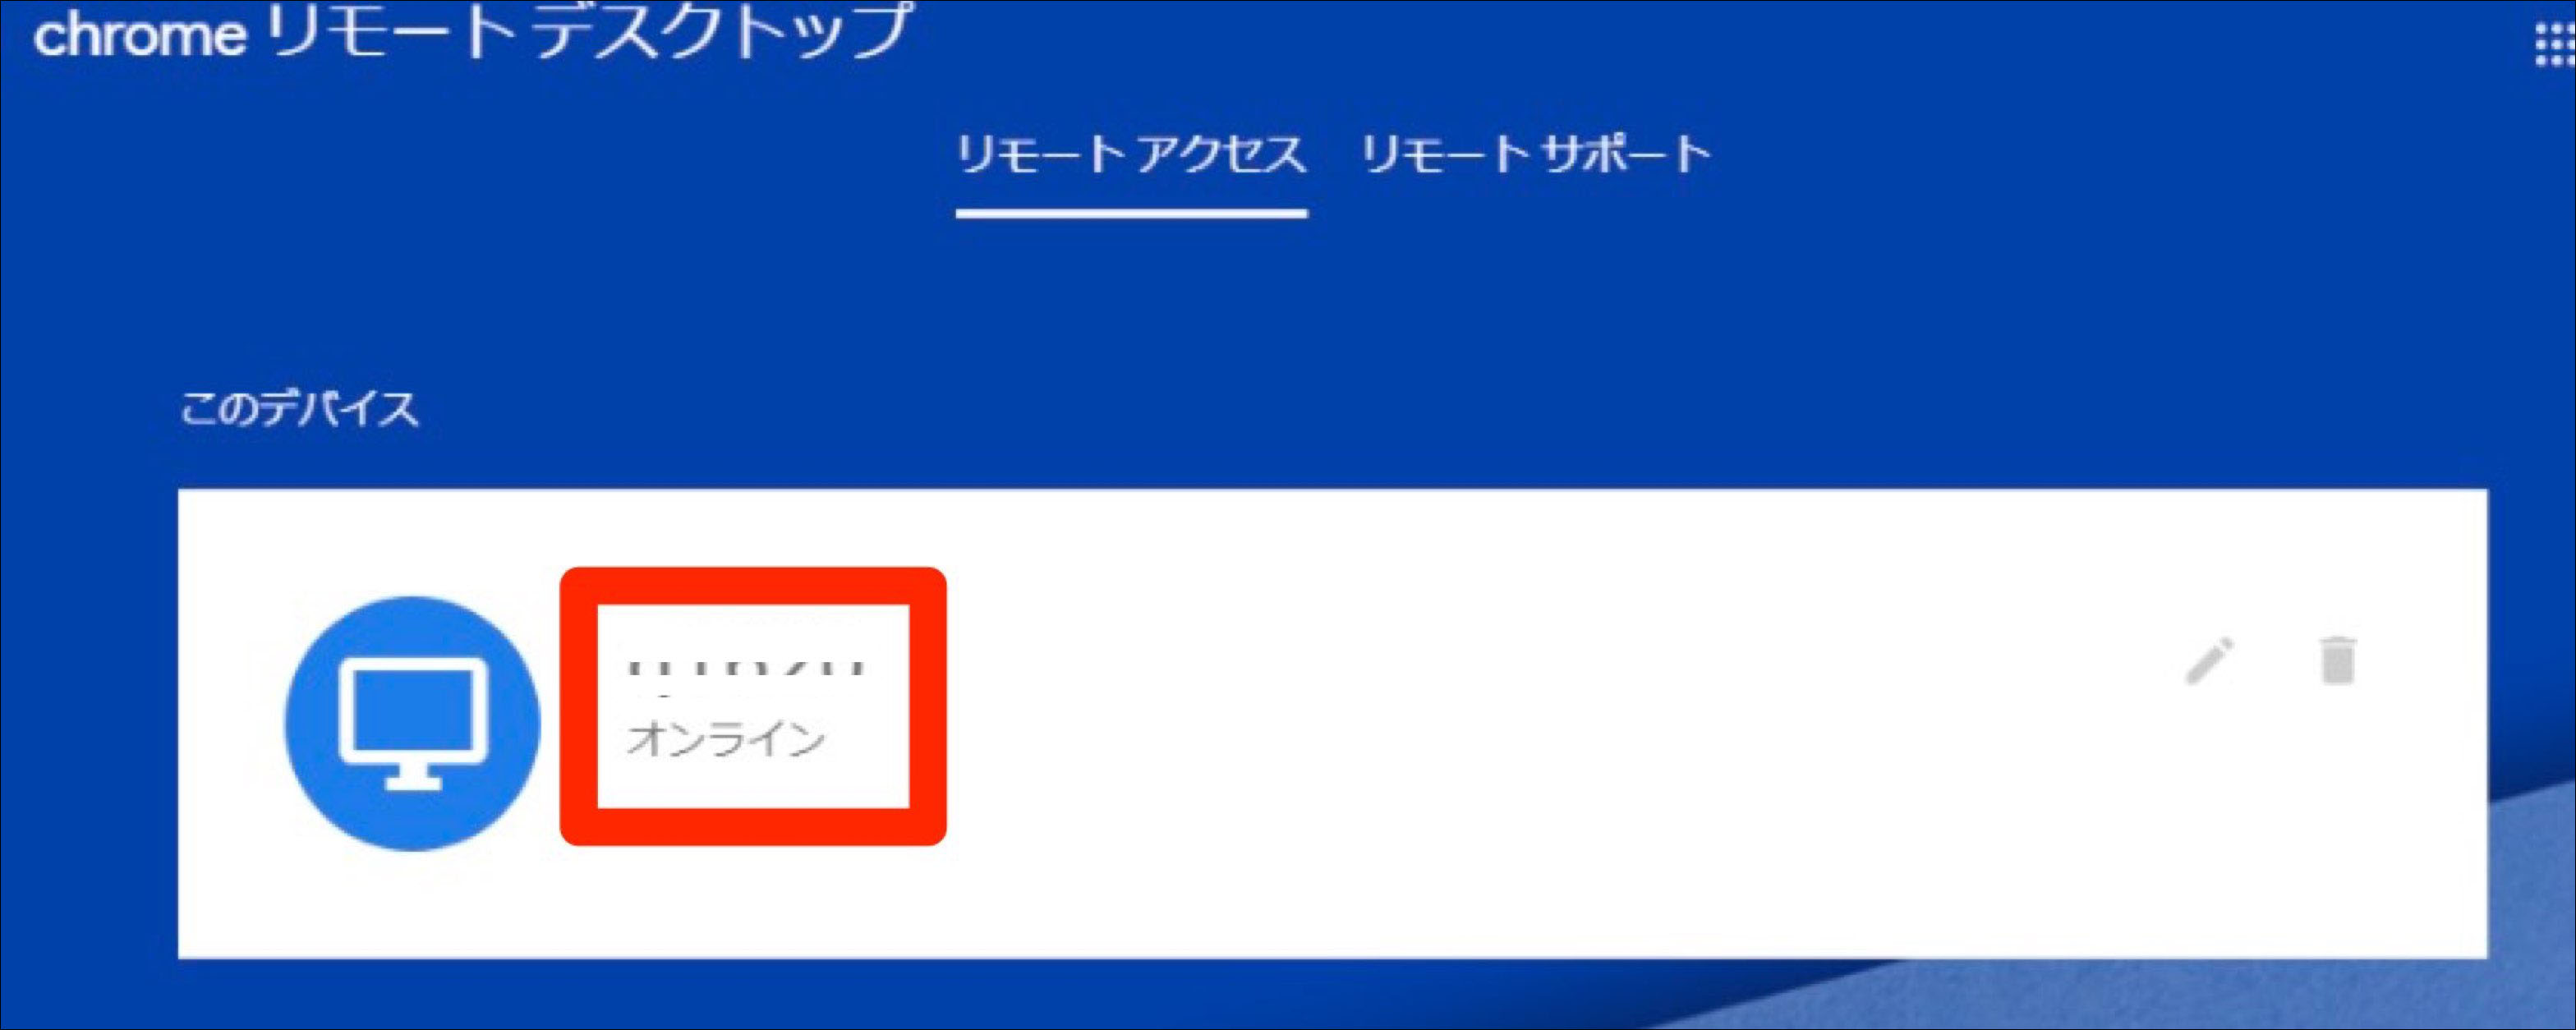 chrome リモート デスクトップ
リモート アクセス リモート サポート
このデバイス
オンライン